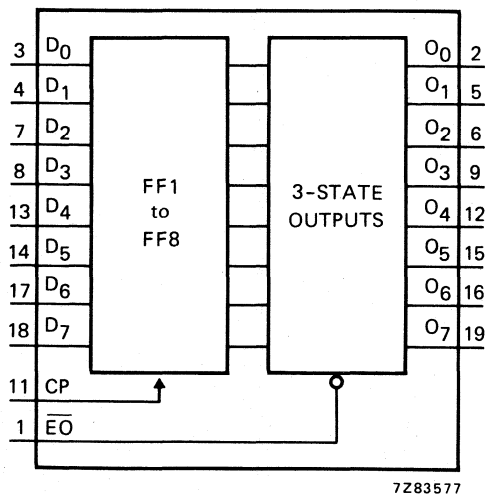 3 D0 O0 2
4 D1 O1 5
7 D2 O2 6
8 D3 O3 9
13 D4 O4 12
14 D5 O5 15
17 D6 O6 16
18 D7 O7 19
FF1
to
FF8
3-STATE
OUTPUTS
11 CP
1 E̅O̅
7Z83577